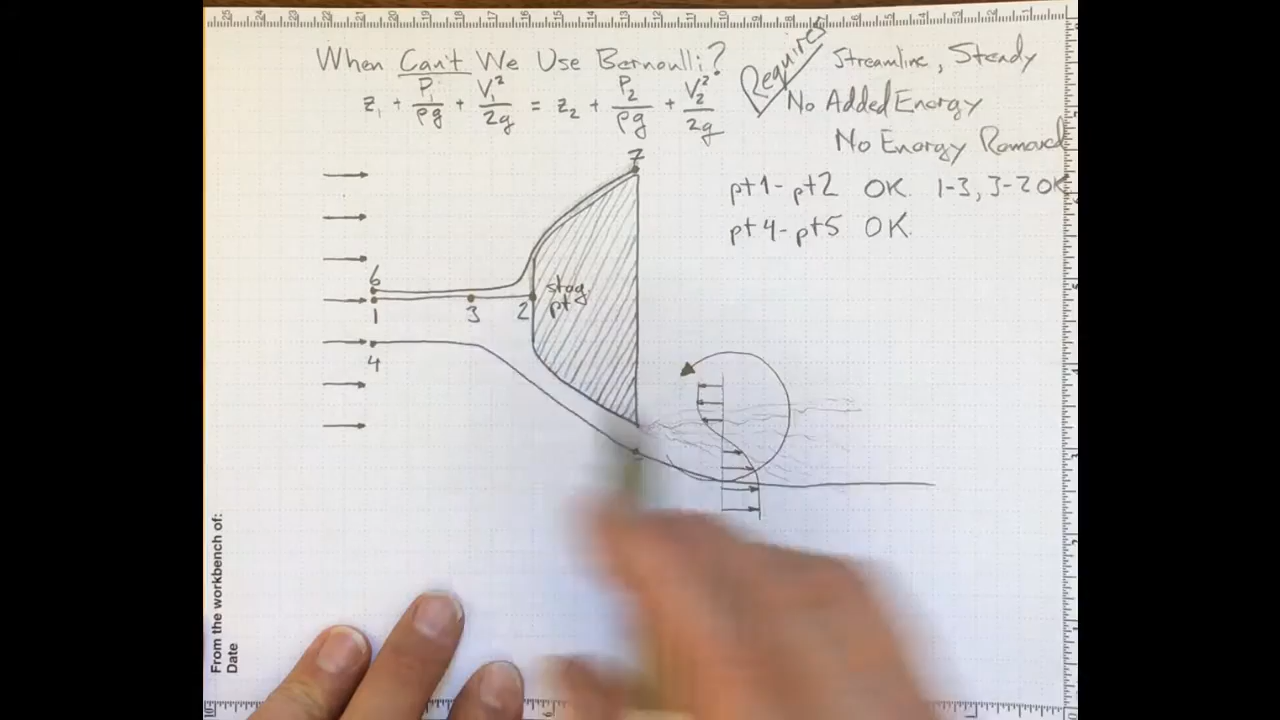 When Can't We Use Bernoulli?
z₁ + P₁/ρg + V₁²/2g = z₂ + P₂/ρg + V₂²/2g
Requires
Streamline, Steady
No Added Energy
No Energy Removed
pt1-pt2 OK. 1-3, 3-2 OK
pt4-pt5 OK.
7
6
1
3
2
stag.
pt
4
From the workbench of:
Date